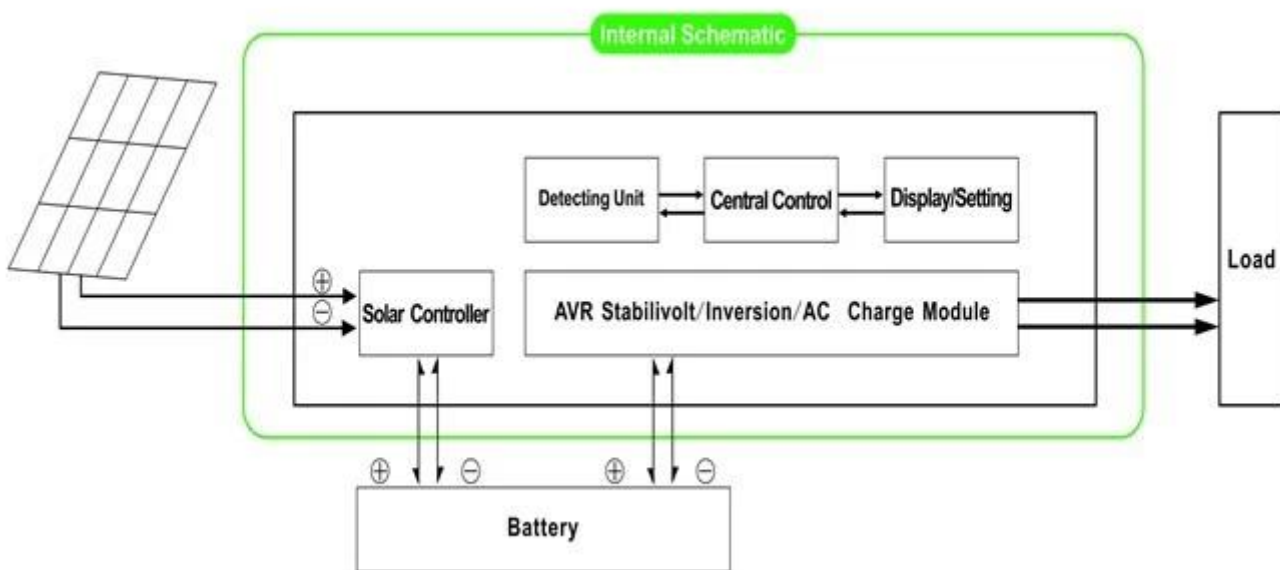 Internal Schematic
Detecting Unit
Central Control
Display/Setting
Load
⊕
⊖
Solar Controller
AVR Stabilivolt/Inversion/AC Charge Module
⊕ ⊖ ⊕ ⊖
Battery